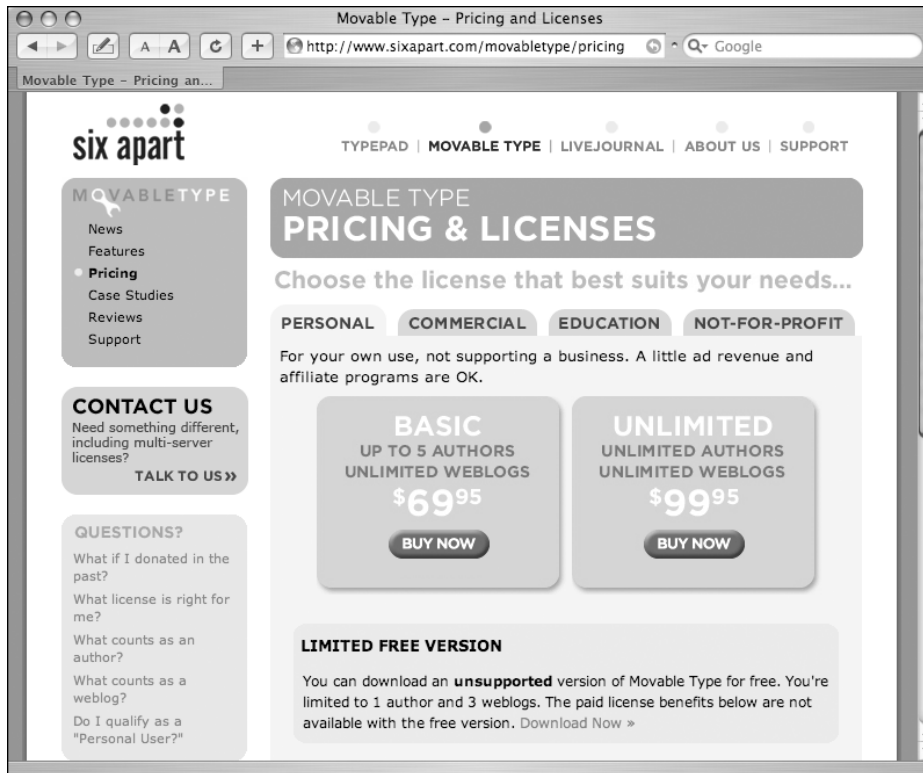 Movable Type – Pricing and Licenses
A A + http://www.sixapart.com/movabletype/pricing Google
Movable Type – Pricing an...
six apart
TYPEPAD | MOVABLE TYPE | LIVEJOURNAL | ABOUT US | SUPPORT
MOVABLETYPE
News
Features
Pricing
Case Studies
Reviews
Support
CONTACT US
Need something different,
including multi-server
licenses?
TALK TO US»
QUESTIONS?
What if I donated in the
past?
What license is right for
me?
What counts as an
author?
What counts as a
weblog?
Do I qualify as a
"Personal User?"
MOVABLE TYPE
PRICING & LICENSES
Choose the license that best suits your needs...
PERSONAL COMMERCIAL EDUCATION NOT-FOR-PROFIT
For your own use, not supporting a business. A little ad revenue and
affiliate programs are OK.
BASIC
UP TO 5 AUTHORS
UNLIMITED WEBLOGS
$6995
BUY NOW
UNLIMITED
UNLIMITED AUTHORS
UNLIMITED WEBLOGS
$9995
BUY NOW
LIMITED FREE VERSION
You can download an unsupported version of Movable Type for free. You're
limited to 1 author and 3 weblogs. The paid license benefits below are not
available with the free version. Download Now »